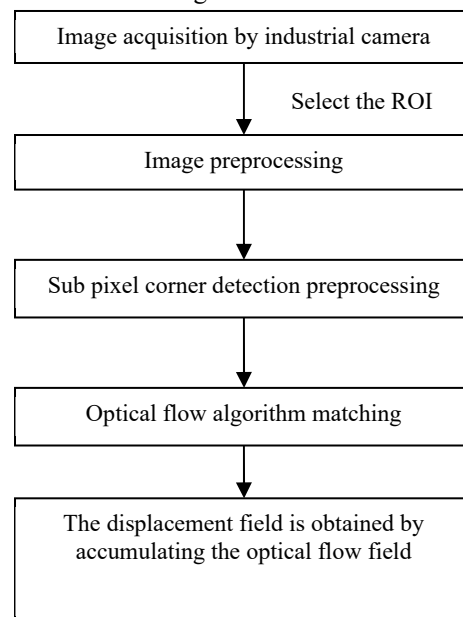 Image acquisition by industrial camera
Select the ROI
Image preprocessing
Sub pixel corner detection preprocessing
Optical flow algorithm matching
The displacement field is obtained by
accumulating the optical flow field